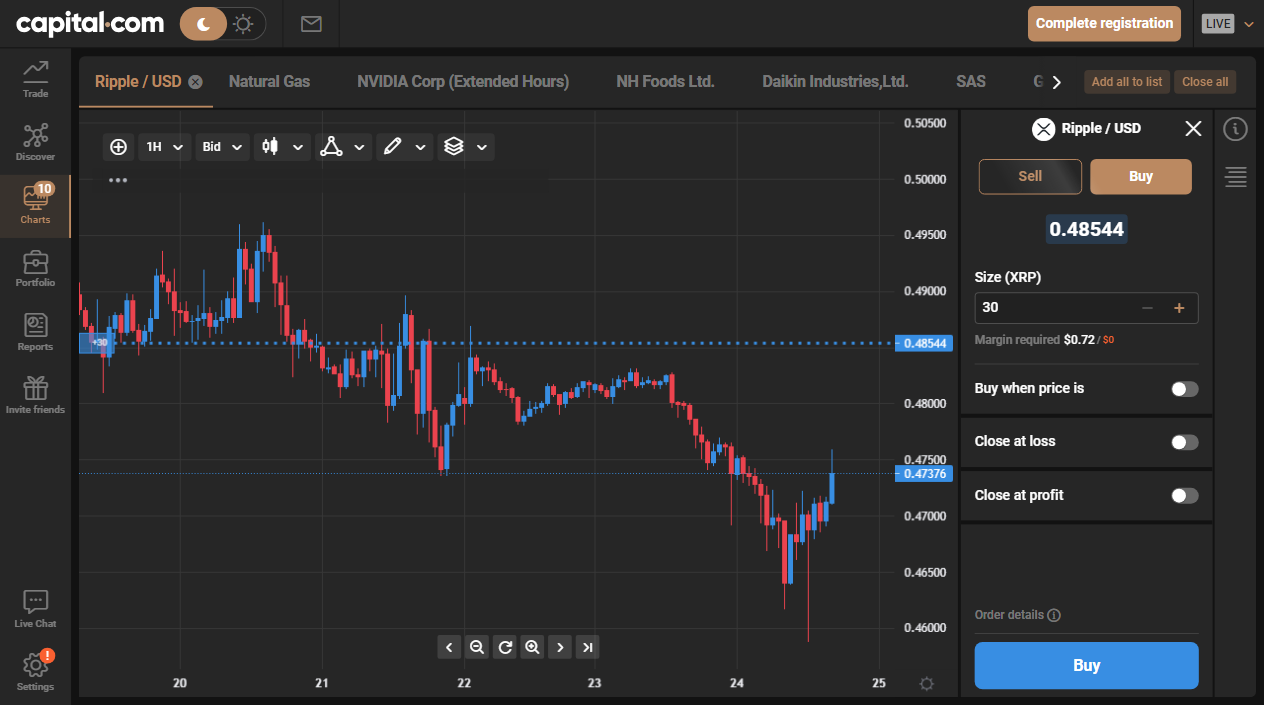 capital.com
Complete registration
LIVE
Trade
Discover
10
Charts
Portfolio
Reports
Invite friends
Live Chat
!
Settings
Ripple / USD
Natural Gas
NVIDIA Corp (Extended Hours)
NH Foods Ltd.
Daikin Industries,Ltd.
SAS
G
Add all to list
Close all
1H
Bid
+30
0.50500
0.50000
0.49500
0.49000
0.48544
0.48000
0.47500
0.47376
0.47000
0.46500
0.46000
20 21 22 23 24 25
Ripple / USD
Sell
Buy
0.48544
Size (XRP)
30
Margin required $0.72 / $0
Buy when price is
Close at loss
Close at profit
Order details
Buy